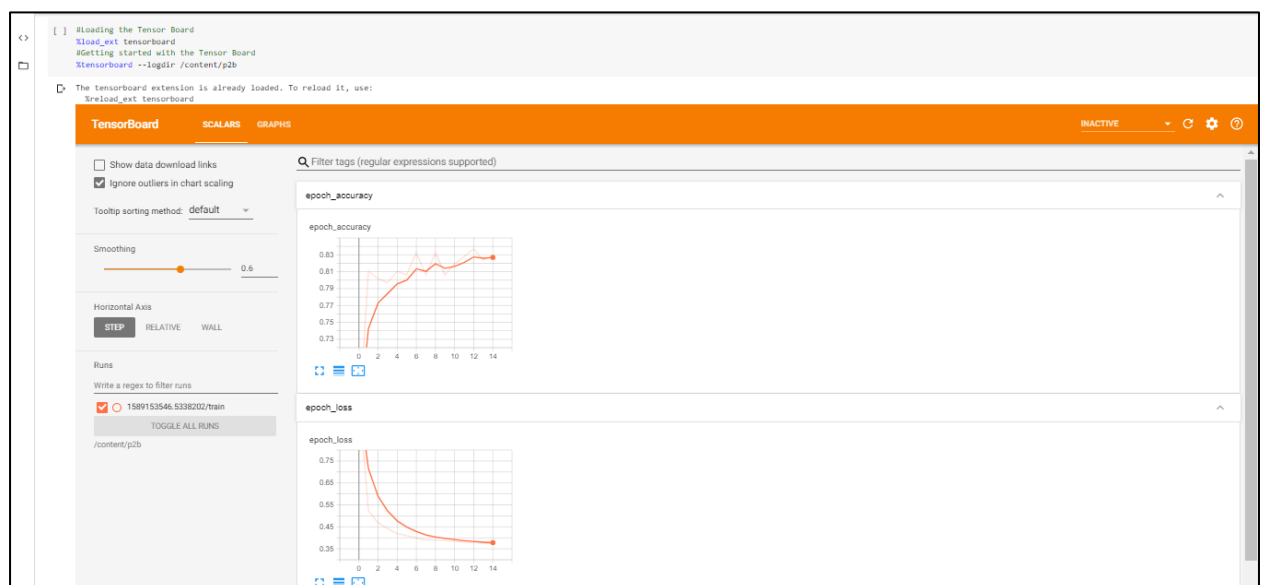 [ ] #Loading the Tensor Board
%load_ext tensorboard
#Getting started with the Tensor Board
%tensorboard --logdir /content/p2b
The tensorboard extension is already loaded. To reload it, use:
%reload_ext tensorboard
TensorBoard SCALARS GRAPHS INACTIVE
Show data download links
Ignore outliers in chart scaling
Tooltip sorting method: default
Smoothing
0.6
Horizontal Axis
STEP RELATIVE WALL
Runs
Write a regex to filter runs
1589153546.5338202/train
TOGGLE ALL RUNS
/content/p2b
Filter tags (regular expressions supported)
epoch_accuracy
epoch_accuracy
0.83
0.81
0.79
0.77
0.75
0.73
0 2 4 6 8 10 12 14
epoch_loss
epoch_loss
0.75
0.65
0.55
0.45
0.35
0 2 4 6 8 10 12 14